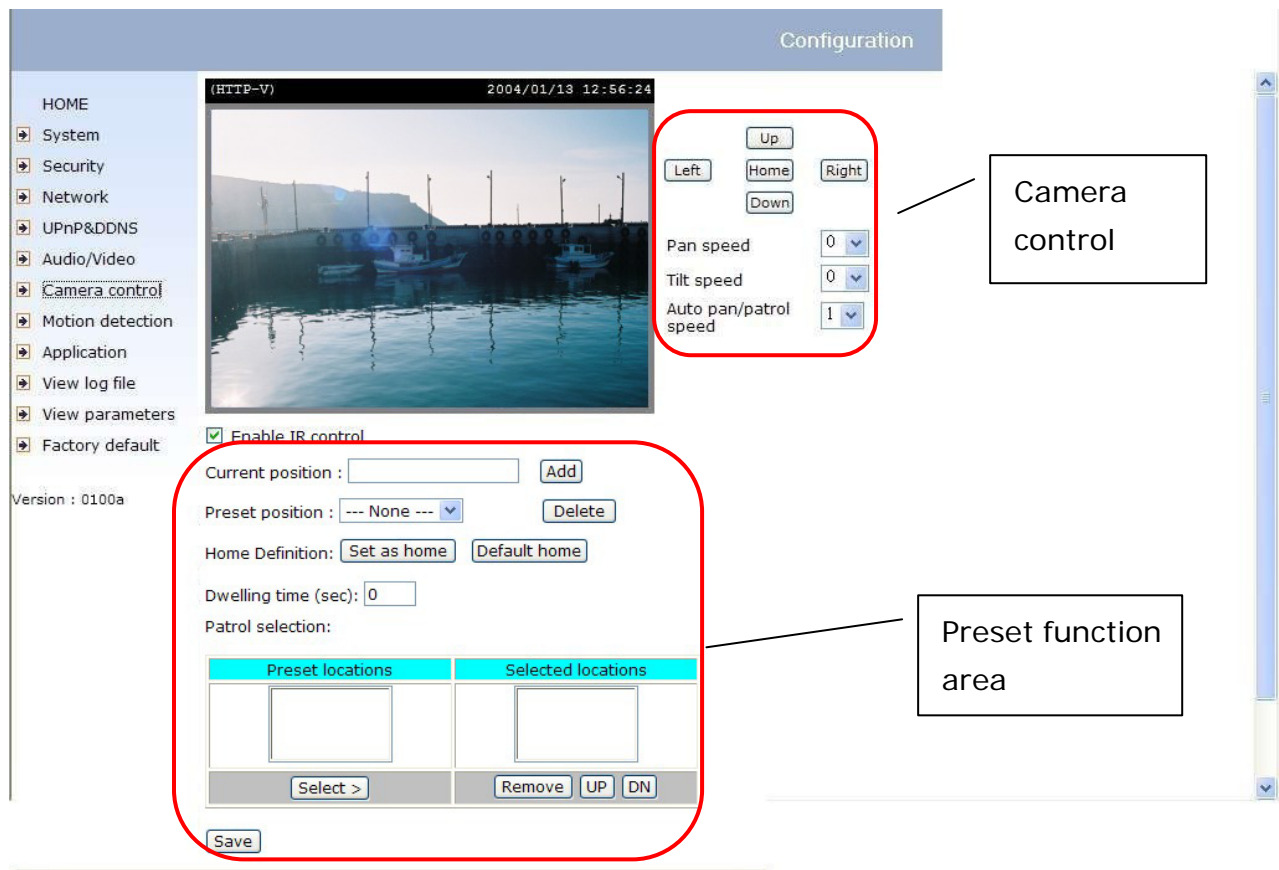 Configuration
HOME
System
Security
Network
UPnP&DDNS
Audio/Video
Camera control
Motion detection
Application
View log file
View parameters
Factory default
Version : 0100a
(HTTP-V) 2004/01/13 12:56:24
Up
Left Home Right
Down
Pan speed 0
Tilt speed 0
Auto pan/patrol
speed 1
Camera
control
Enable IR control
Current position : Add
Preset position : --- None --- Delete
Home Definition: Set as home Default home
Dwelling time (sec): 0
Patrol selection:
Preset locations Selected locations
Select > Remove UP DN
Save
Preset function
area